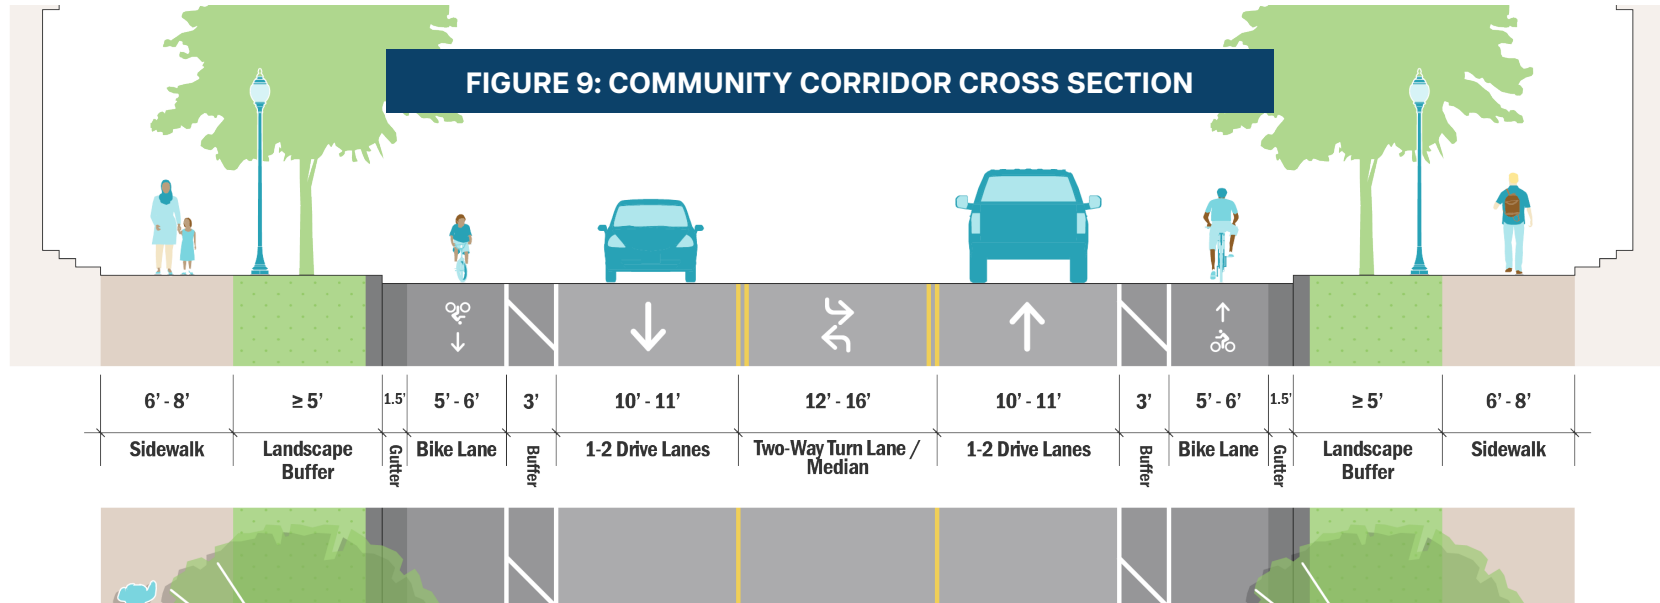 FIGURE 9: COMMUNITY CORRIDOR CROSS SECTION
6’ - 8’
≥ 5’
1.5’
5’ - 6’
3’
10’ - 11’
12’ - 16’
10’ - 11’
3’
5’ - 6’
1.5’
≥ 5’
6’ - 8’
Sidewalk
Landscape
Buffer
Gutter
Bike Lane
Buffer
1-2 Drive Lanes
Two-Way Turn Lane /
Median
1-2 Drive Lanes
Buffer
Bike Lane
Gutter
Landscape
Buffer
Sidewalk